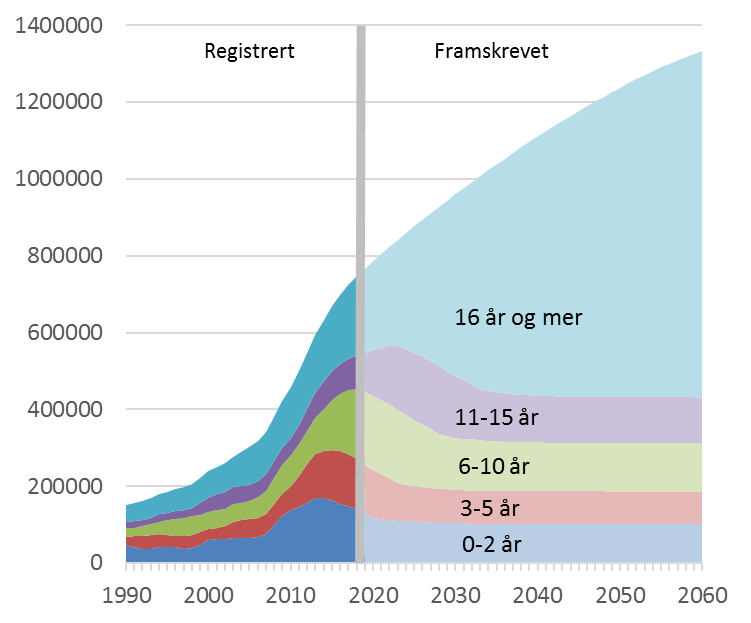 1400000
1200000
1000000
800000
600000
400000
200000
0
Registrert
Framskrevet
16 år og mer
11-15 år
6-10 år
3-5 år
0-2 år
1990 2000 2010 2020 2030 2040 2050 2060